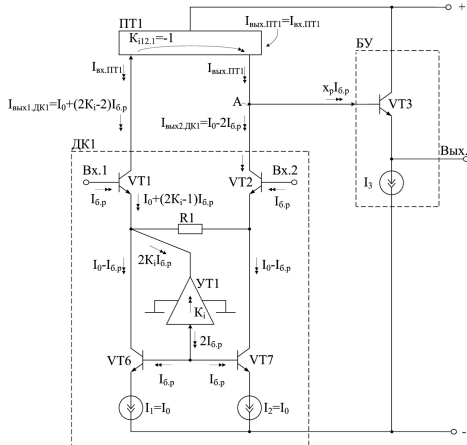 ПТ1
Iвых.ПТ1=Iвх.ПТ1
+
Ki12.1=-1
БУ
Iвх.ПТ1
Iвых.ПТ1
Iвых1.ДК1=I0+(2Ki-2)Iб.р
А
xрIб.р
VT3
Iвых2.ДК1=I0-2Iб.р
ДК1
Вых.
Вх.1
VT1
VT2
Вх.2
I3
Iб.р
I0+(2Ki-1)Iб.р
Iб.р
R1
2KiIб.р
I0-Iб.р
УТ1
I0-Iб.р
Ki
2Iб.р
VT6
VT7
Iб.р
Iб.р
I1=I0
I2=I0
-